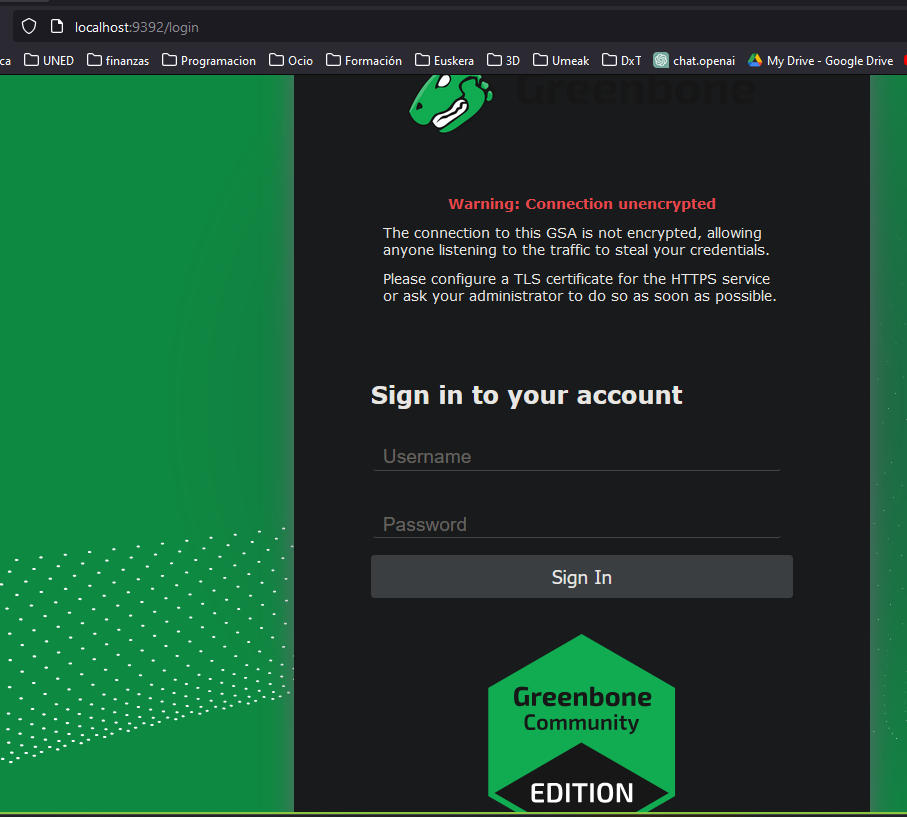 localhost:9392/login
ca UNED finanzas Programacion Ocio Formación Euskera 3D Umeak DxT chat.openai My Drive - Google Drive
Greenbone
Warning: Connection unencrypted
The connection to this GSA is not encrypted, allowing
anyone listening to the traffic to steal your credentials.
Please configure a TLS certificate for the HTTPS service
or ask your administrator to do so as soon as possible.
Sign in to your account
Username
Password
Sign In
Greenbone
Community
EDITION